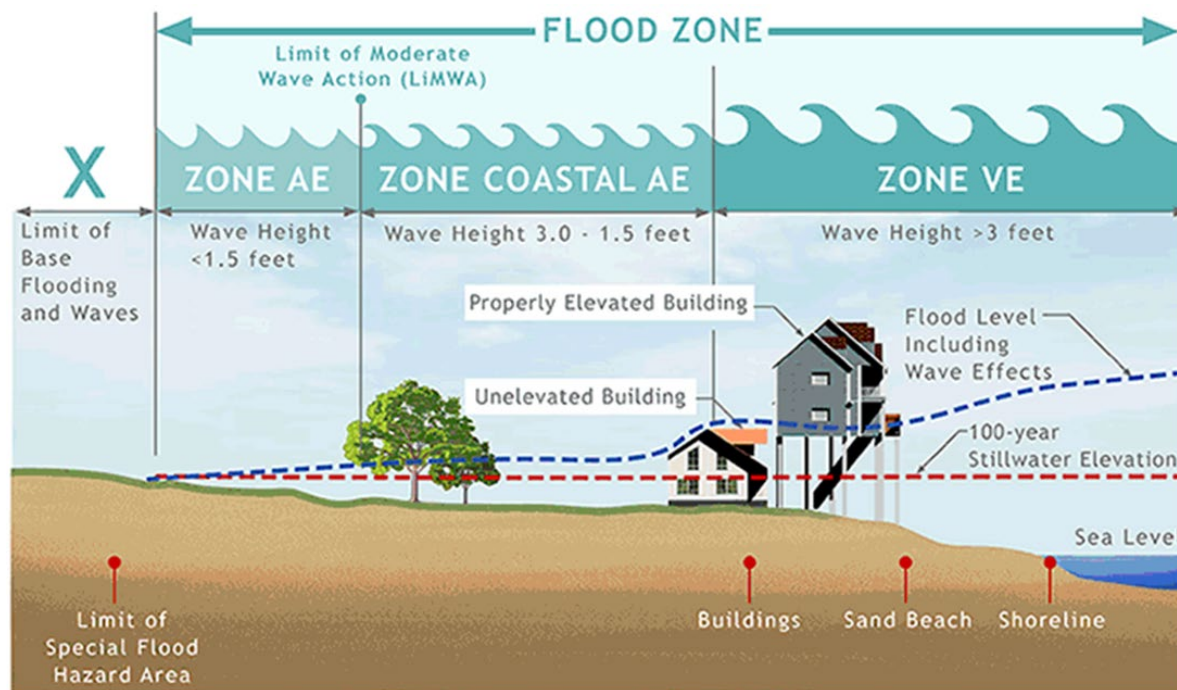 FLOOD ZONE
Limit of Moderate
Wave Action (LiMWA)
X
ZONE AE
ZONE COASTAL AE
ZONE VE
Limit of
Base
Flooding
and Waves
Wave Height
<1.5 feet
Wave Height 3.0 - 1.5 feet
Wave Height >3 feet
Properly Elevated Building
Flood Level
Including
Wave Effects
Unelevated Building
100-year
Stillwater Elevation
Sea Level
Limit of
Special Flood
Hazard Area
Buildings
Sand Beach
Shoreline